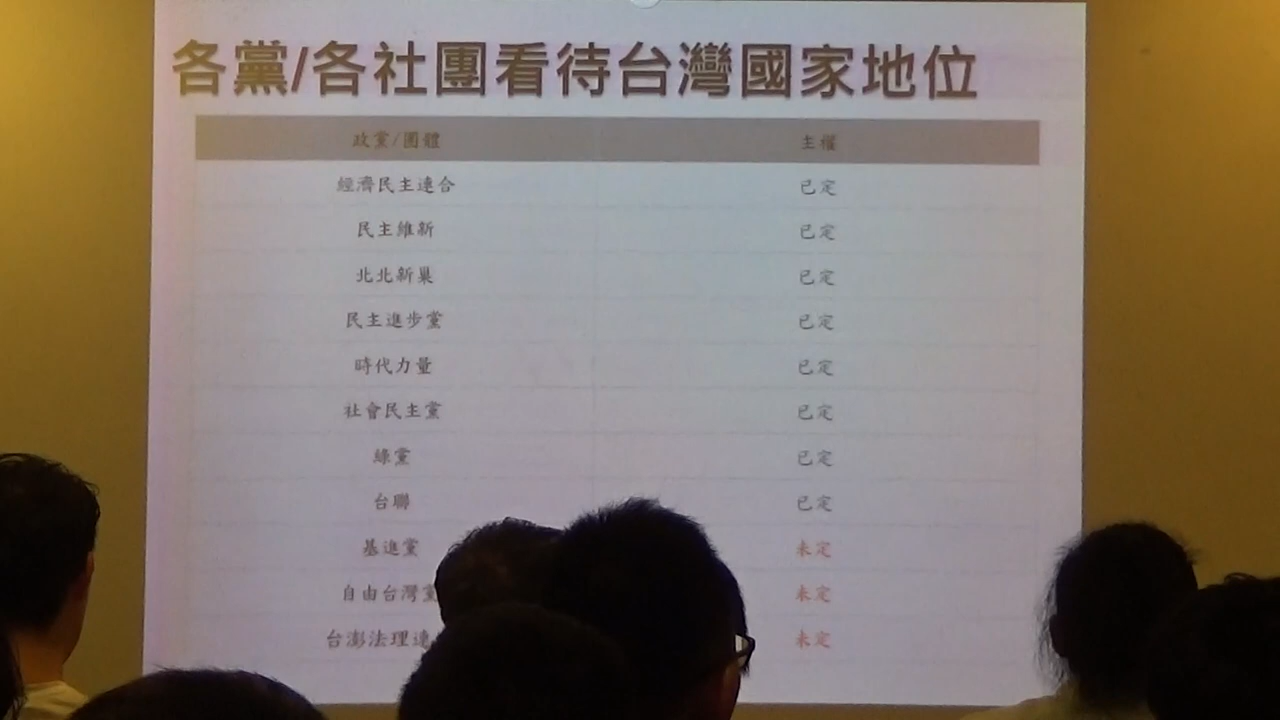 各黨/各社團看待台灣國家地位
政黨/團體 主權
經濟民主連合 已定
民主維新 已定
北北新巢 已定
民主進步黨 已定
時代力量 已定
社會民主黨 已定
綠黨 已定
台聯 已定
基進黨 未定
自由台灣黨 未定
台澎法理連 未定